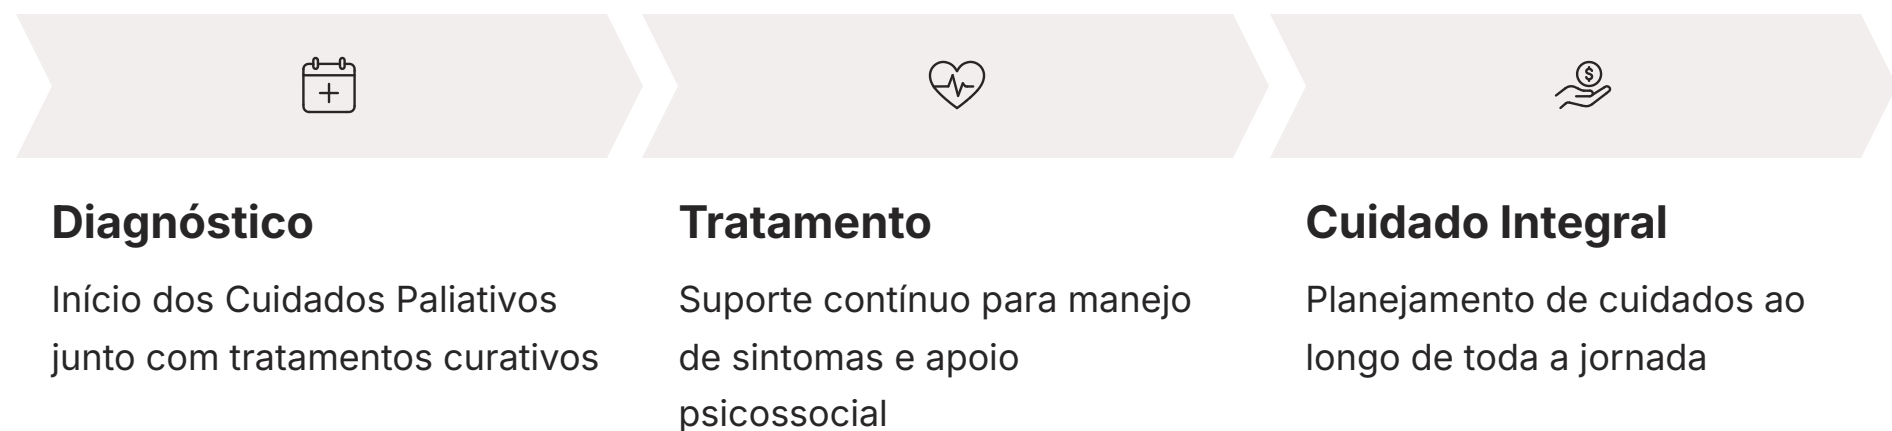 Diagnóstico
Início dos Cuidados Paliativos
junto com tratamentos curativos
Tratamento
Suporte contínuo para manejo
de sintomas e apoio
psicossocial
Cuidado Integral
Planejamento de cuidados ao
longo de toda a jornada